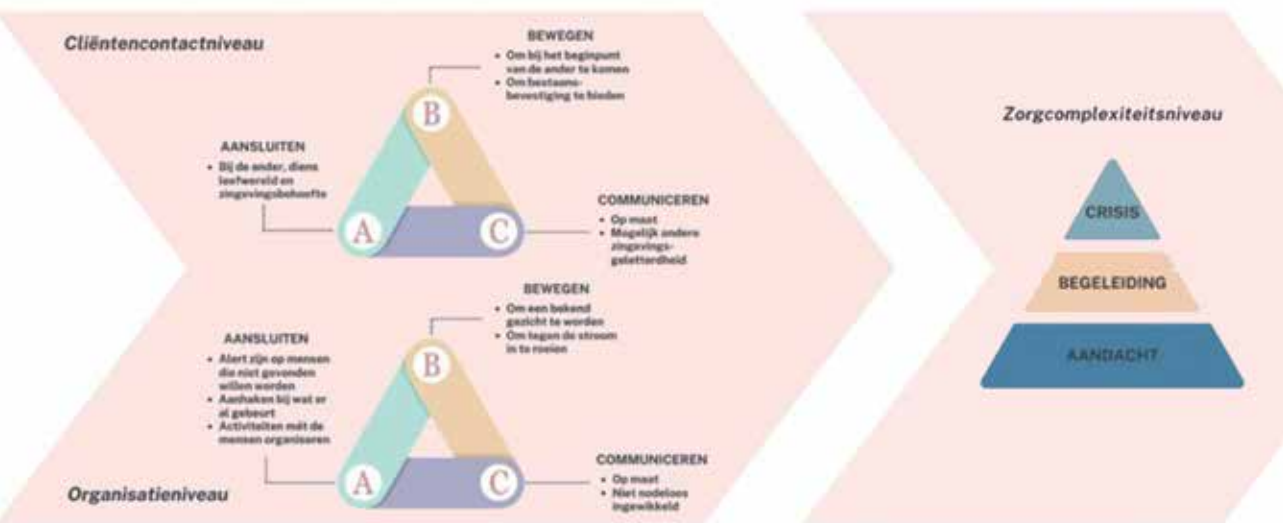 Cliëntencontactniveau
BEWEGEN
• Om bij het beginpunt
van de ander te komen
• Om bestaans-
bevestiging te bieden
B
AANSLUITEN
• Bij de ander, diens
leefwereld en
zingevingsbehoefte
A
C
COMMUNICEREN
• Op maat
• Mogelijk andere
zingevings-
geletterdheid
BEWEGEN
• Om een bekend
gezicht te worden
• Om tegen de stroom
in te roeien
B
AANSLUITEN
• Alert zijn op mensen
die niet gevonden
willen worden
• Aanhaken bij wat er
al gebeurt
• Activiteiten mét de
mensen organiseren
A
C
COMMUNICEREN
• Op maat
• Niet nodeloos
ingewikkeld
Organisatieniveau
Zorgcomplexiteitsniveau
CRISIS
BEGELEIDING
AANDACHT